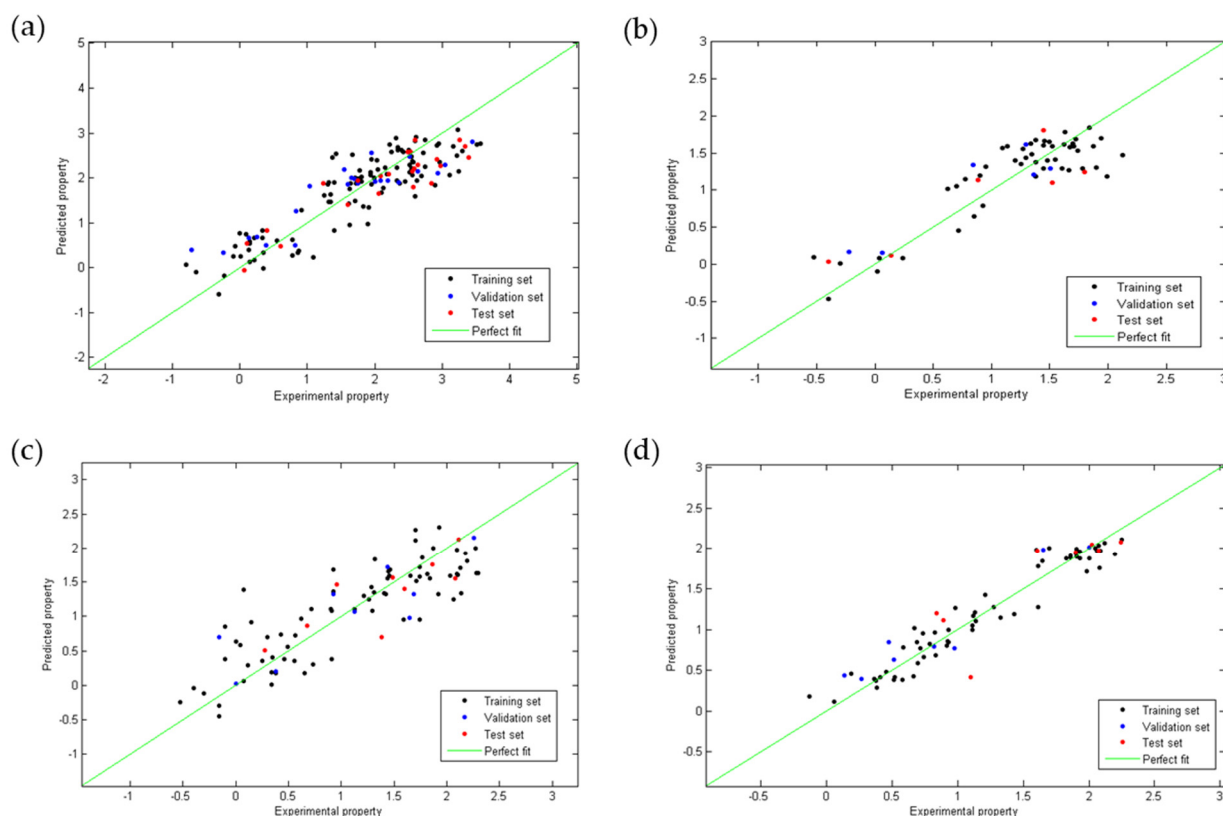 (a)
5
4
3
2
1
0
-1
-2
-2 -1 0 1 2 3 4 5
Predicted property
Experimental property
Training set
Validation set
Test set
Perfect fit
(b)
3
2.5
2
1.5
1
0.5
0
-0.5
-1
-1 -0.5 0 0.5 1 1.5 2 2.5 3
Predicted property
Experimental property
Training set
Validation set
Test set
Perfect fit
(c)
3
2.5
2
1.5
1
0.5
0
-0.5
-1
-1 -0.5 0 0.5 1 1.5 2 2.5 3
Predicted property
Experimental property
Training set
Validation set
Test set
Perfect fit
(d)
3
2.5
2
1.5
1
0.5
0
-0.5
-0.5 0 0.5 1 1.5 2 2.5 3
Predicted property
Experimental property
Training set
Validation set
Test set
Perfect fit